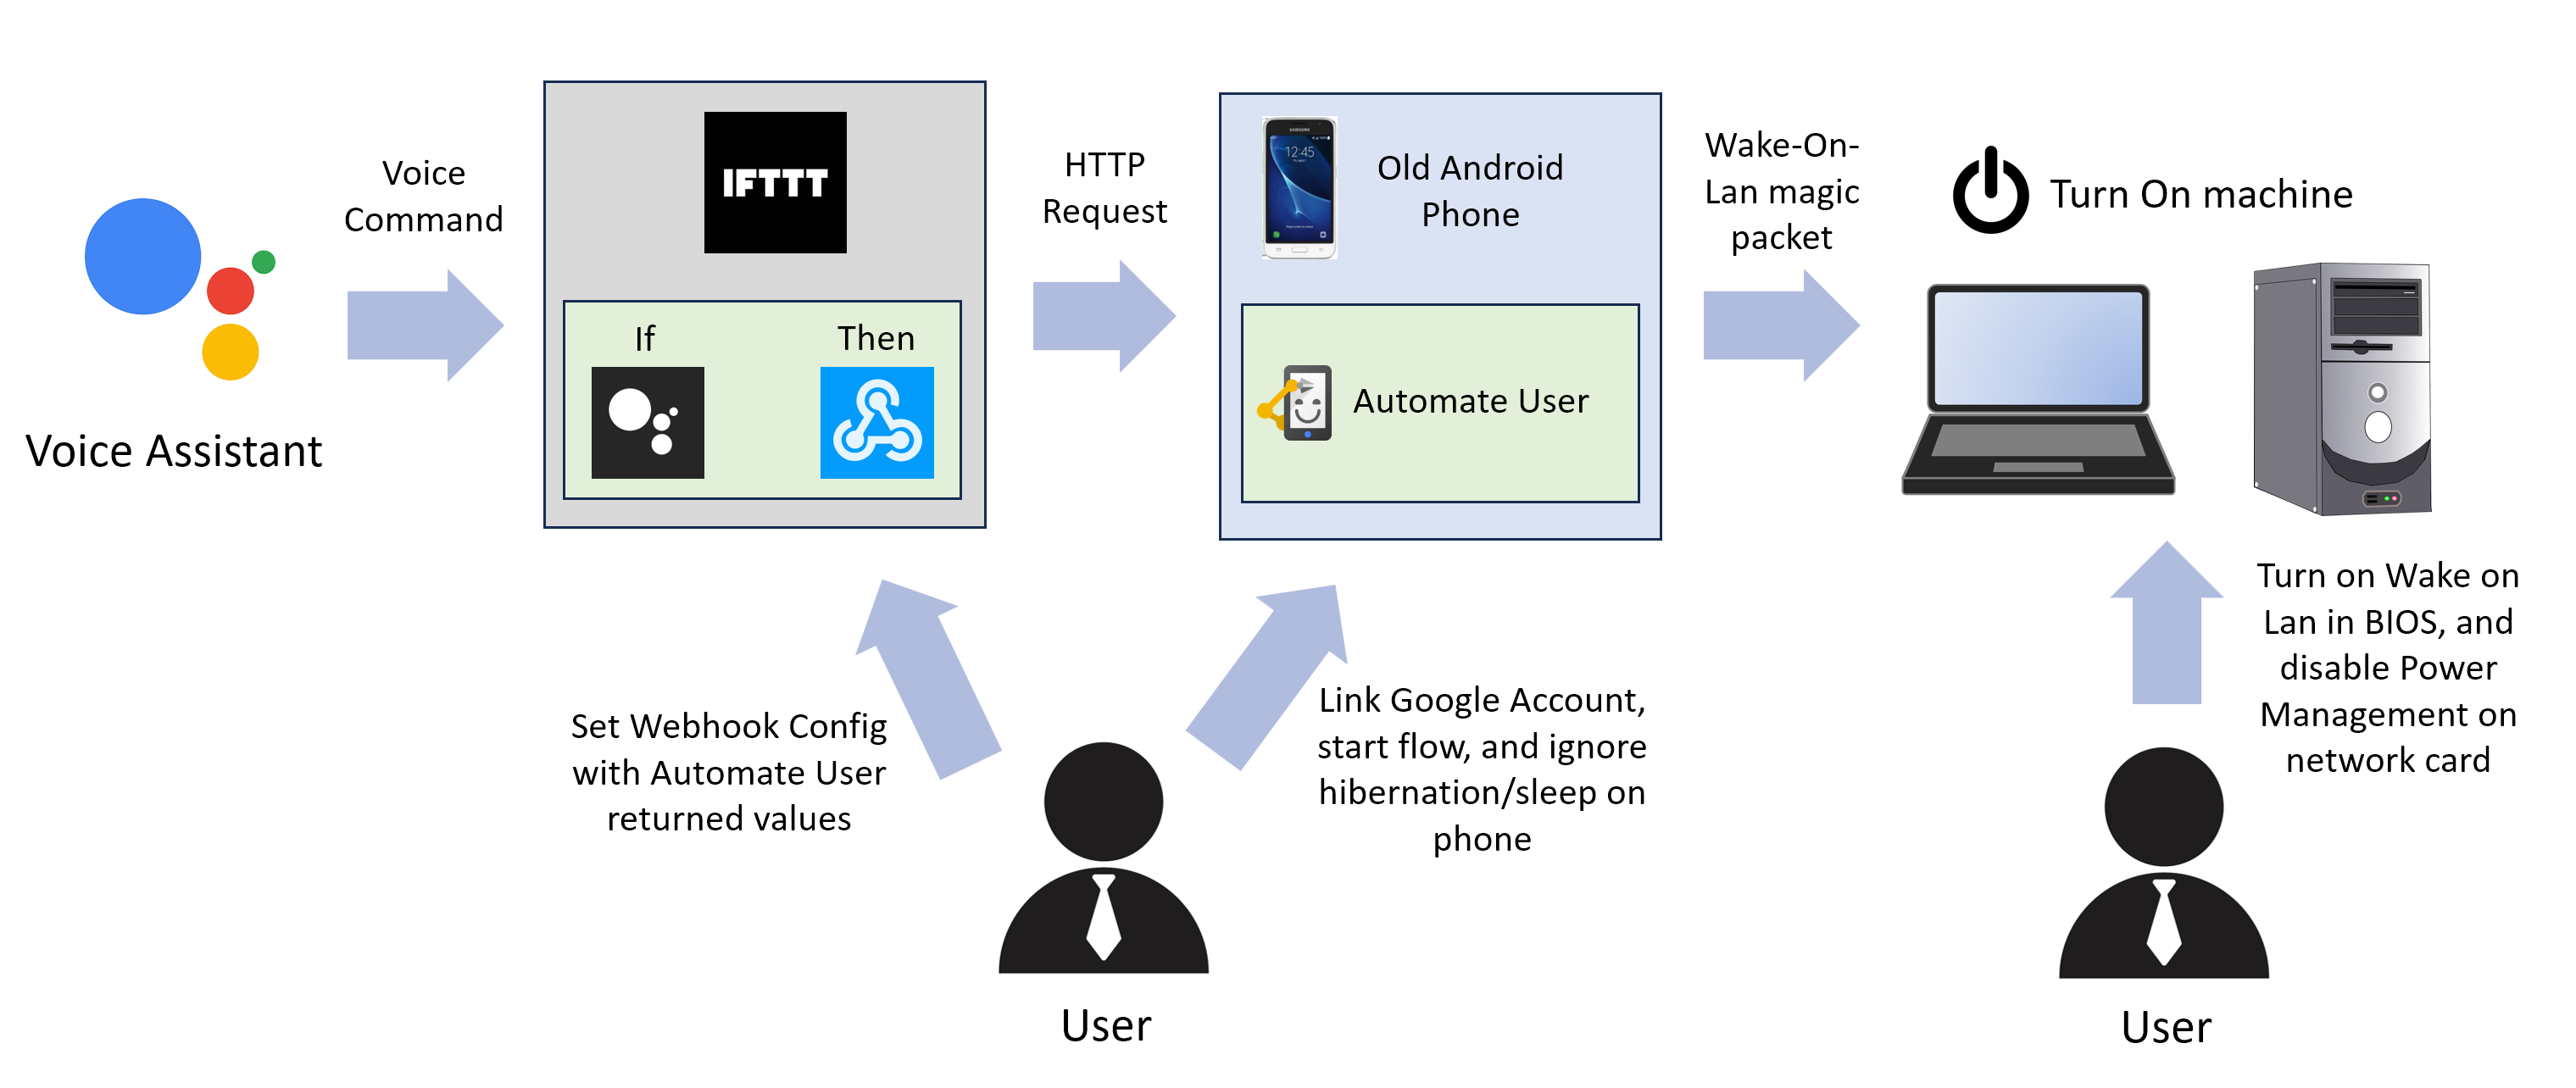 Voice
Command
Voice Assistant
IFTTT
If
Then
HTTP
Request
SAMSUNG
12:45
Old Android
Phone
Automate User
Wake-On-
Lan magic
packet
Turn On machine
Set Webhook Config
with Automate User
returned values
Link Google Account,
start flow, and ignore
hibernation/sleep on
phone
User
Turn on Wake on
Lan in BIOS, and
disable Power
Management on
network card
User